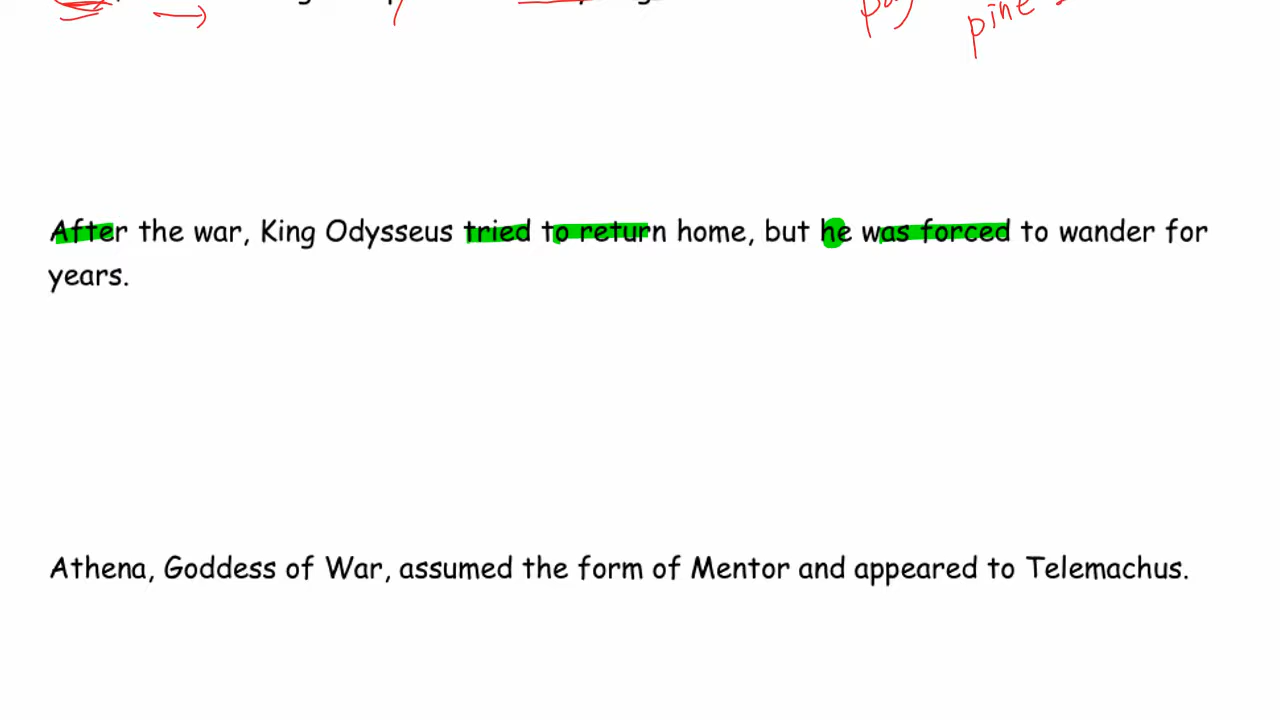 pine
After the war, King Odysseus tried to return home, but he was forced to wander for
years.
Athena, Goddess of War, assumed the form of Mentor and appeared to Telemachus.